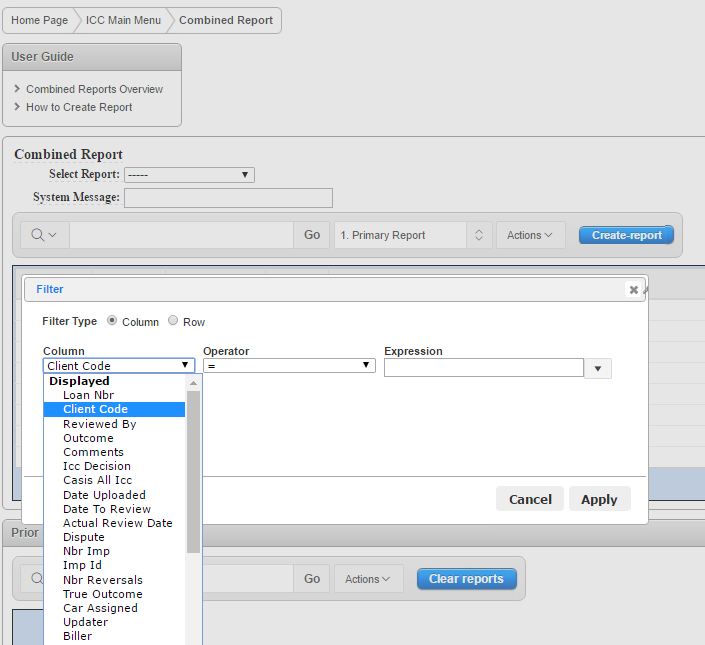 Home Page ICC Main Menu Combined Report
User Guide
Combined Reports Overview
How to Create Report
Combined Report
Select Report: -----
System Message:
Go 1. Primary Report Actions Create-report
Filter
Filter Type Column Row
Column Operator Expression
Client Code =
Displayed
Loan Nbr
Client Code
Reviewed By
Outcome
Comments
Icc Decision
Casis All Icc
Date Uploaded
Date To Review
Actual Review Date
Dispute
Nbr Imp
Imp Id
Nbr Reversals
True Outcome
Car Assigned
Updater
Biller
Cancel Apply
Prior
Go Actions Clear reports